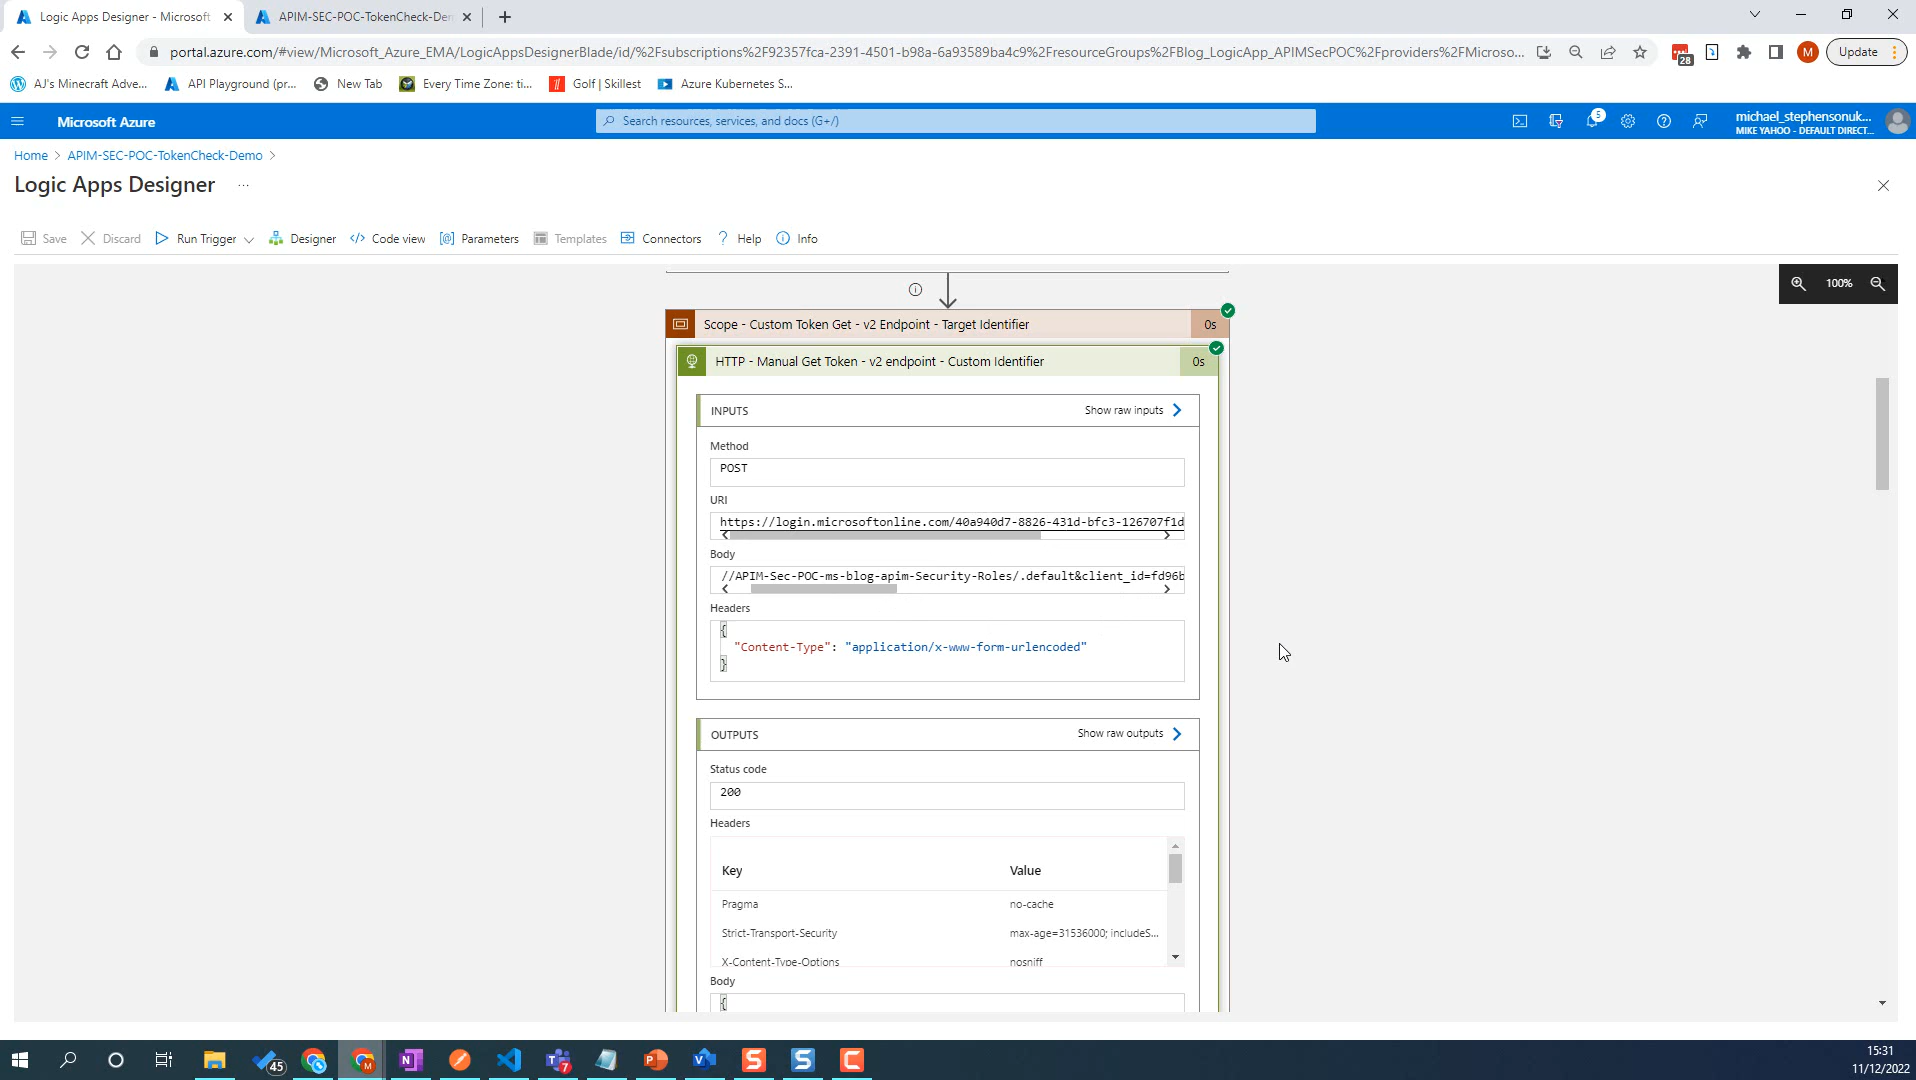 Logic Apps Designer - Microsoft
APIM-SEC-POC-TokenCheck-Der
portal.azure.com/#view/Microsoft_Azure_EMA/LogicAppsDesignerBlade/id/%2Fsubscriptions%2F92357fca-2391-4501-b98a-6a93589ba4c9%2FresourceGroups%2FBlog_LogicApp_APIMSecPOC%2Fproviders%2FMicroso...
28
M
Update
AJ's Minecraft Adve...
API Playground (pr...
New Tab
Every Time Zone: ti...
Golf | Skillest
Azure Kubernetes S...
Microsoft Azure
Search resources, services, and docs (G+/)
5
michael_stephensonuk...
MIKE YAHOO - DEFAULT DIRECT...
Home > APIM-SEC-POC-TokenCheck-Demo >
Logic Apps Designer ...
Save
Discard
Run Trigger
Designer
Code view
Parameters
Templates
Connectors
Help
Info
100%
Scope - Custom Token Get - v2 Endpoint - Target Identifier
0s
HTTP - Manual Get Token - v2 endpoint - Custom Identifier
0s
INPUTS
Show raw inputs
Method
POST
URI
https://login.microsoftonline.com/40a940d7-8826-431d-bfc3-126707f1d
Body
//APIM-Sec-POC-ms-blog-apim-Security-Roles/.default&client_id=fd96b
Headers
{
"Content-Type": "application/x-www-form-urlencoded"
}
OUTPUTS
Show raw outputs
Status code
200
Headers
Key
Value
Pragma
no-cache
Strict-Transport-Security
max-age=31536000; includeS...
X-Content-Type-Options
nosniff
Body
{
45
M
7
15:31
11/12/2022